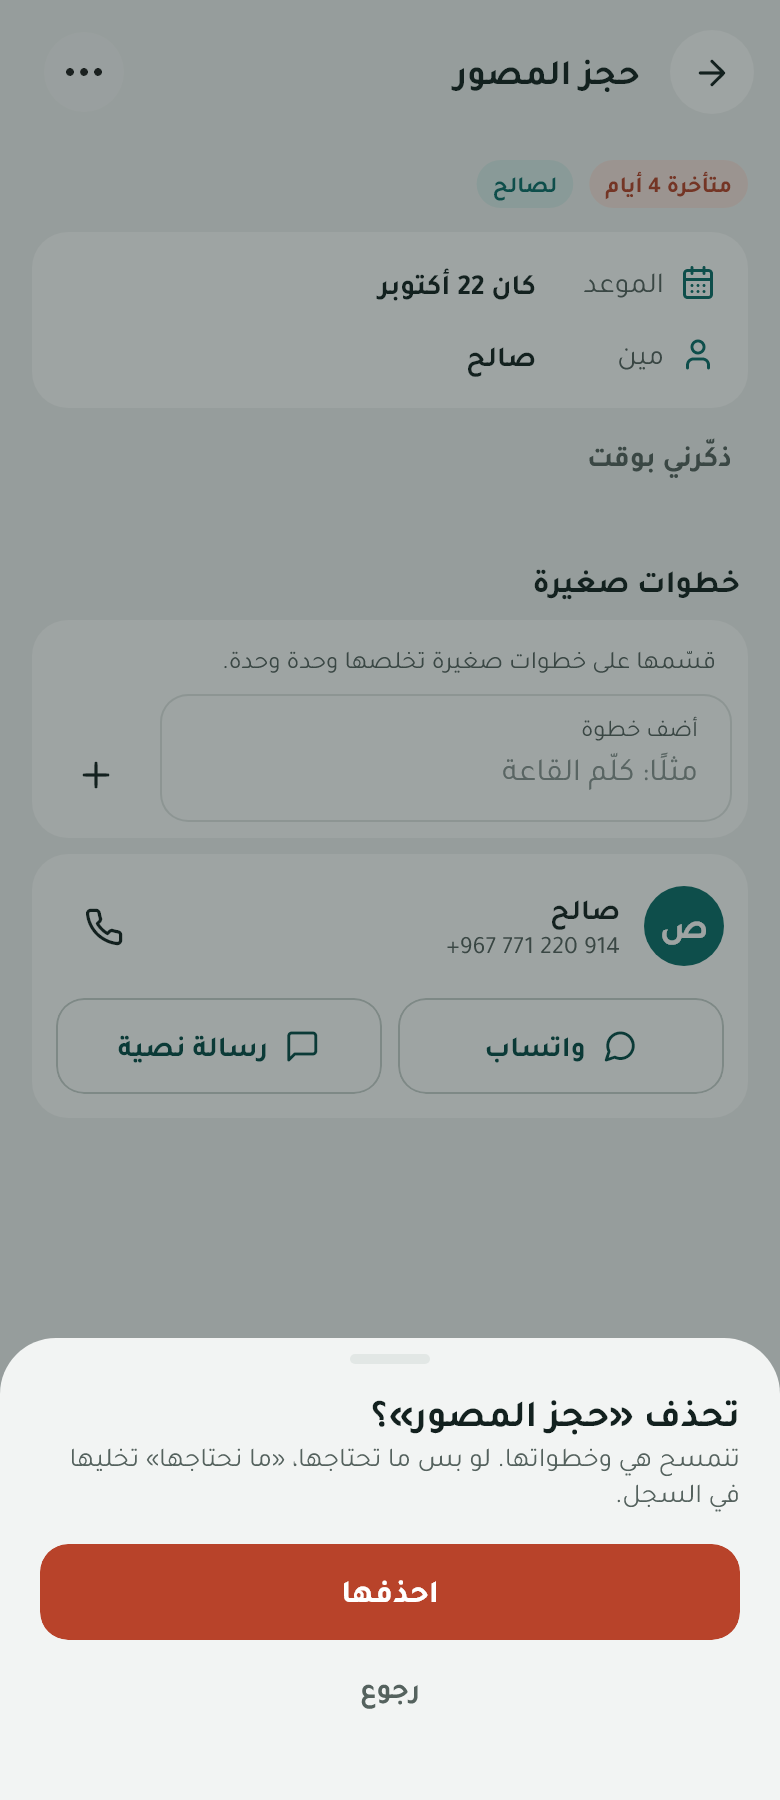 حجز المصور
متأخرة 4 أيام
لصالح
الموعد
كان 22 أكتوبر
مين
صالح
ذكّرني بوقت
خطوات صغيرة
قسّمها على خطوات صغيرة تخلصها وحدة وحدة.
أضف خطوة
مثلًا: كلّم القاعة
ص
صالح
+967 771 220 914
واتساب
رسالة نصية
تحذف «حجز المصور»؟
تنمسح هي وخطواتها. لو بس ما تحتاجها، «ما نحتاجها» تخليها
في السجل.
احذفها
رجوع